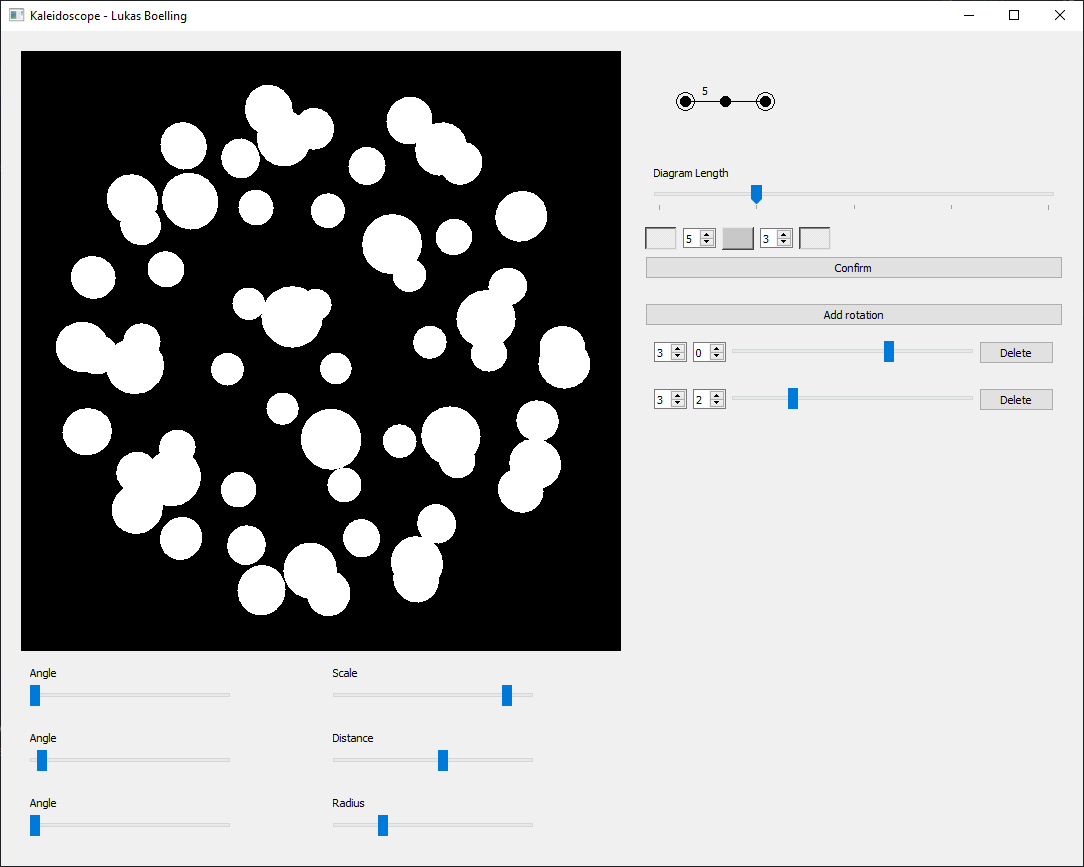 Kaleidoscope - Lukas Boelling
5
Diagram Length
5 3
Confirm
Add rotation
3 0 Delete
3 2 Delete
Angle Scale
Angle Distance
Angle Radius